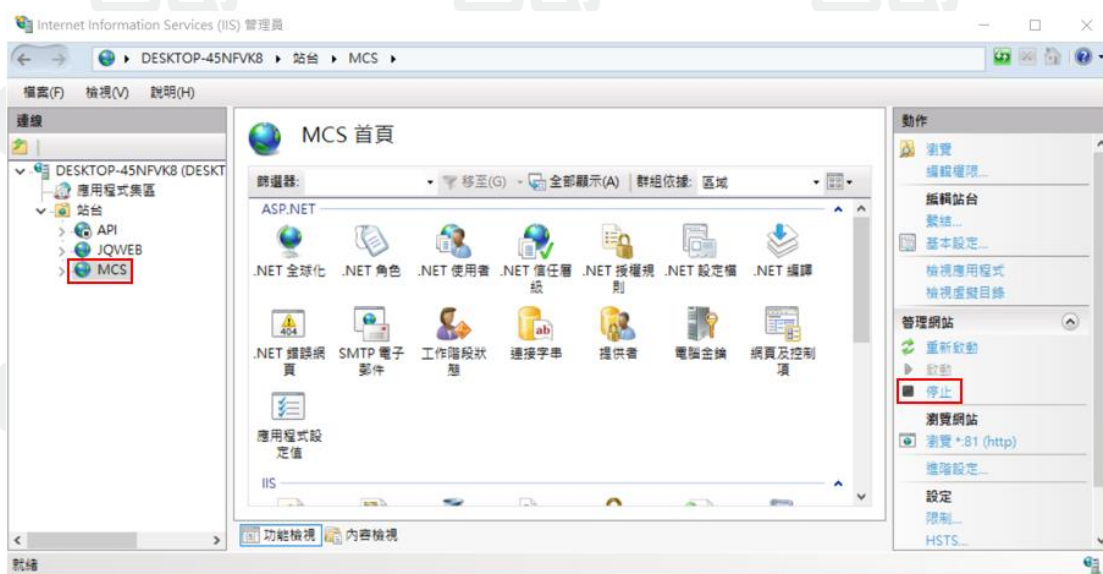 Internet Information Services (IIS) 管理員
DESKTOP-45NFVK8 站台 MCS
檔案(F) 檢視(V) 說明(H)
連線
DESKTOP-45NFVK8 (DESKT
應用程式集區
站台
API
JQWEB
MCS
MCS 首頁
篩選器: 移至(G) 全部顯示(A) 群組依據: 區域
ASP.NET
.NET 全球化 .NET 角色 .NET 使用者 .NET 信任層級 .NET 授權規則 .NET 設定檔 .NET 編譯
404 ab
.NET 錯誤網頁 SMTP 電子郵件 工作階段狀態 連接字串 提供者 電腦金鑰 網頁及控制項
應用程式設定值
IIS
功能檢視 內容檢視
動作
瀏覽
編輯權限...
編輯站台
繫結...
基本設定...
檢視應用程式
檢視虛擬目錄
管理網站
重新啟動
啟動
停止
瀏覽網站
瀏覽 *:81 (http)
進階設定...
設定
限制...
HSTS...
就緒